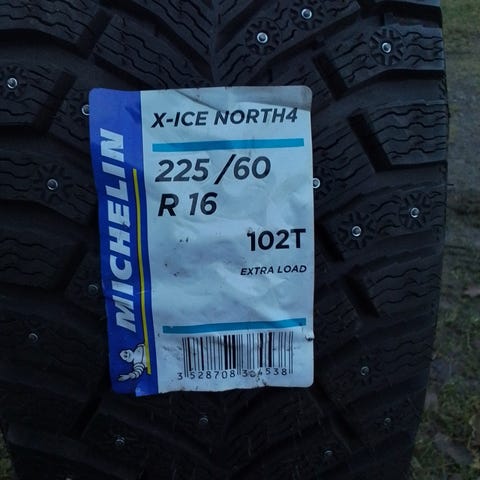 MICHELIN
X-ICE NORTH4
225/60
R 16
102T
EXTRA LOAD